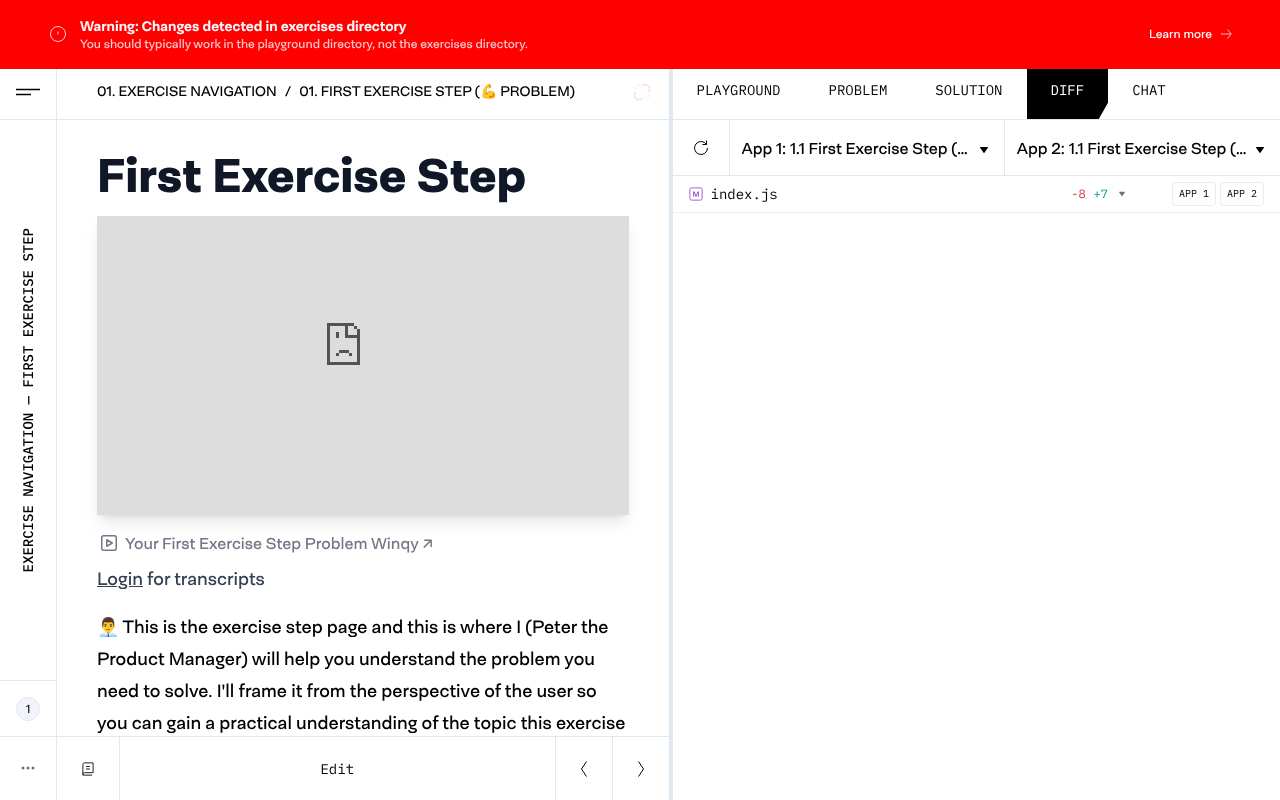 Warning: Changes detected in exercises directory
You should typically work in the playground directory, not the exercises directory.
Learn more
01. EXERCISE NAVIGATION / 01. FIRST EXERCISE STEP (💪 PROBLEM)
PLAYGROUND PROBLEM SOLUTION DIFF CHAT
EXERCISE NAVIGATION — FIRST EXERCISE STEP
First Exercise Step
Your First Exercise Step Problem Winqy
Login for transcripts
👨‍💼 This is the exercise step page and this is where I (Peter the
Product Manager) will help you understand the problem you
need to solve. I'll frame it from the perspective of the user so
you can gain a practical understanding of the topic this exercise
1
Edit
App 1: 1.1 First Exercise Step (...
App 2: 1.1 First Exercise Step (...
M index.js -8 +7 APP 1 APP 2